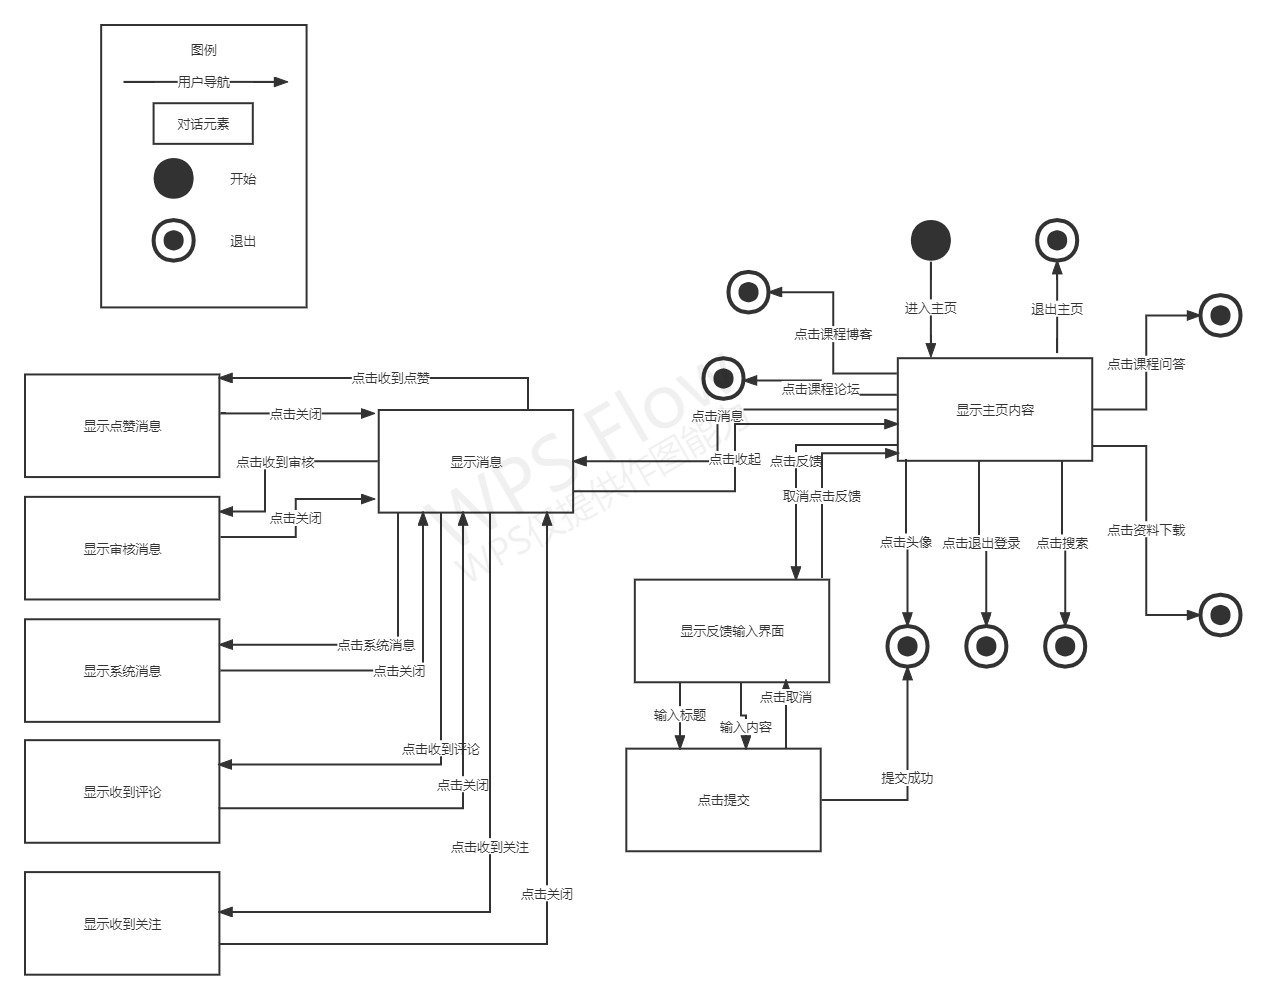 图例
用户导航
对话元素
开始
退出
进入主页
退出主页
点击课程博客
点击课程问答
点击课程论坛
显示主页内容
点击收到点赞
点击关闭
显示点赞消息
点击消息
点击收到审核
显示消息
点击收起
点击反馈
取消点击反馈
点击关闭
显示审核消息
点击头像
点击退出登录
点击搜索
点击资料下载
显示反馈输入界面
点击系统消息
点击关闭
显示系统消息
点击取消
输入标题
输入内容
点击收到评论
点击关闭
显示收到评论
点击提交
提交成功
点击收到关注
点击关闭
显示收到关注
WPS Flow
WPS仅提供作图能力